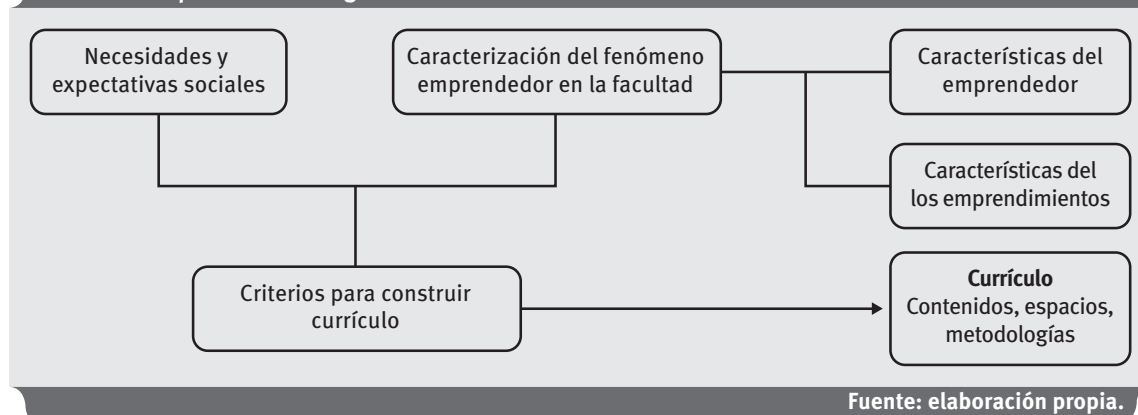 Necesidades y
expectativas sociales
Caracterización del fenómeno
emprendedor en la facultad
Características del
emprendedor
Característícas del
los emprendimientos
Criterios para construir
currículo
Currículo
Contenidos, espacios,
metodologías
Fuente: elaboración propia.